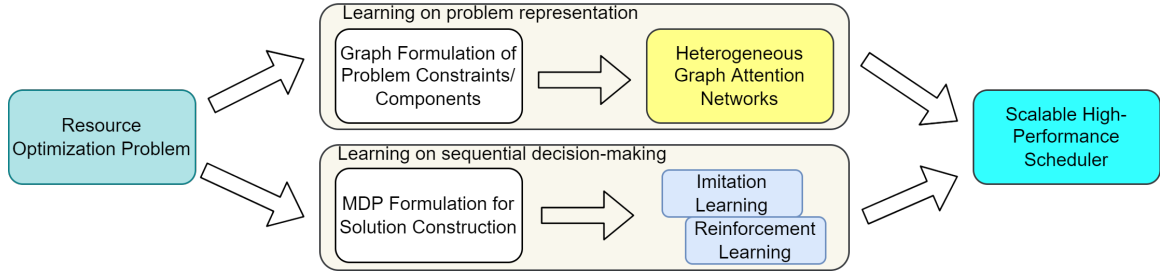 Learning on problem representation
Graph Formulation of
Problem Constraints/
Components
Heterogeneous
Graph Attention
Networks
Resource
Optimization Problem
Scalable High-
Performance
Scheduler
Learning on sequential decision-making
MDP Formulation for
Solution Construction
Imitation
Learning
Reinforcement
Learning